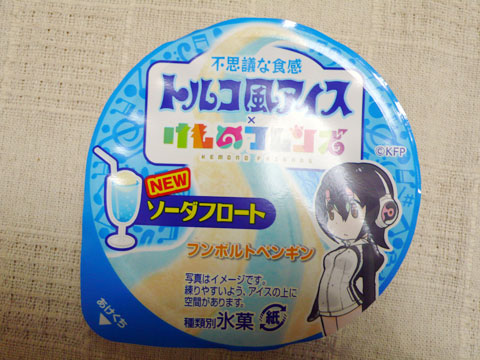 不思議な食感
トルコ風アイス
×
けものフレンズ
KEMONO FRIENDS
©KFP
NEW
ソーダフロート
フンボルトペンギン
写真はイメージです。
練りやすいよう、アイスの上に
空間があります。
種類別 氷菓 紙
あけくち